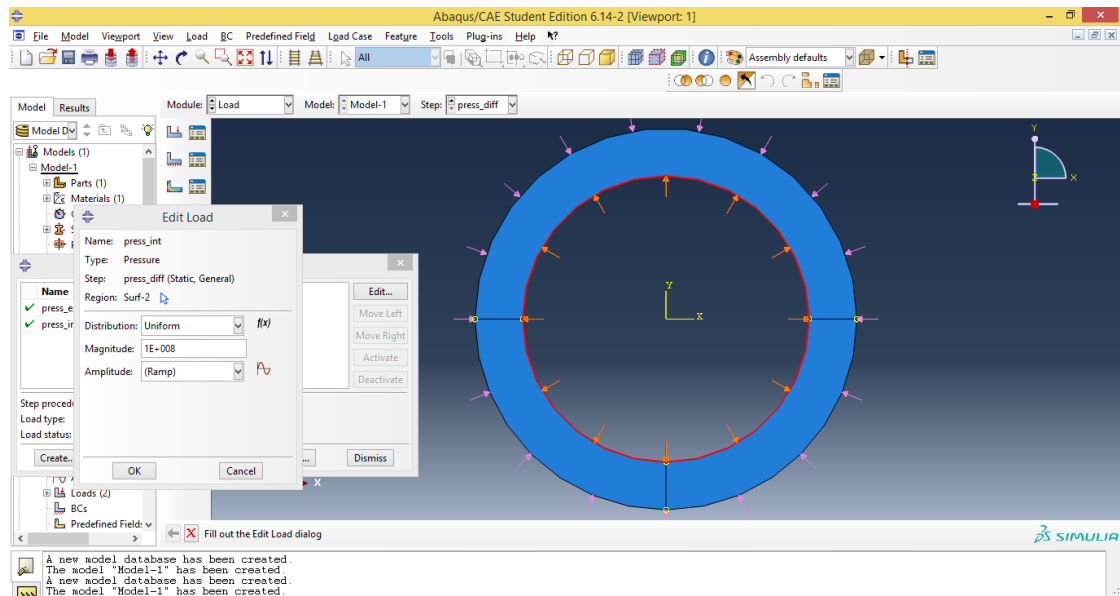 Abaqus/CAE Student Edition 6.14-2 [Viewport: 1]
File Model Viewport View Load BC Predefined Field Load Case Feature Tools Plug-ins Help
All
Assembly defaults
Model Results
Module: Load Model: Model-1 Step: press_diff
Model D
Models (1)
Model-1
Parts (1)
Materials (1)
Edit Load
Name: press_int
Type: Pressure
Step: press_diff (Static, General)
Region: Surf-2
Distribution: Uniform f(x)
Magnitude: 1E+008
Amplitude: (Ramp)
OK Cancel
Name
press_e
press_in
Edit...
Move Left
Move Right
Activate
Deactivate
Step procedu
Load type:
Load status:
Create...
Dismiss
X
Loads (2)
BCs
Predefined Fields
Y
X
Y
Z
X
Fill out the Edit Load dialog
SIMULIA
A new model database has been created.
The model "Model-1" has been created.
A new model database has been created.
The model "Model-1" has been created.